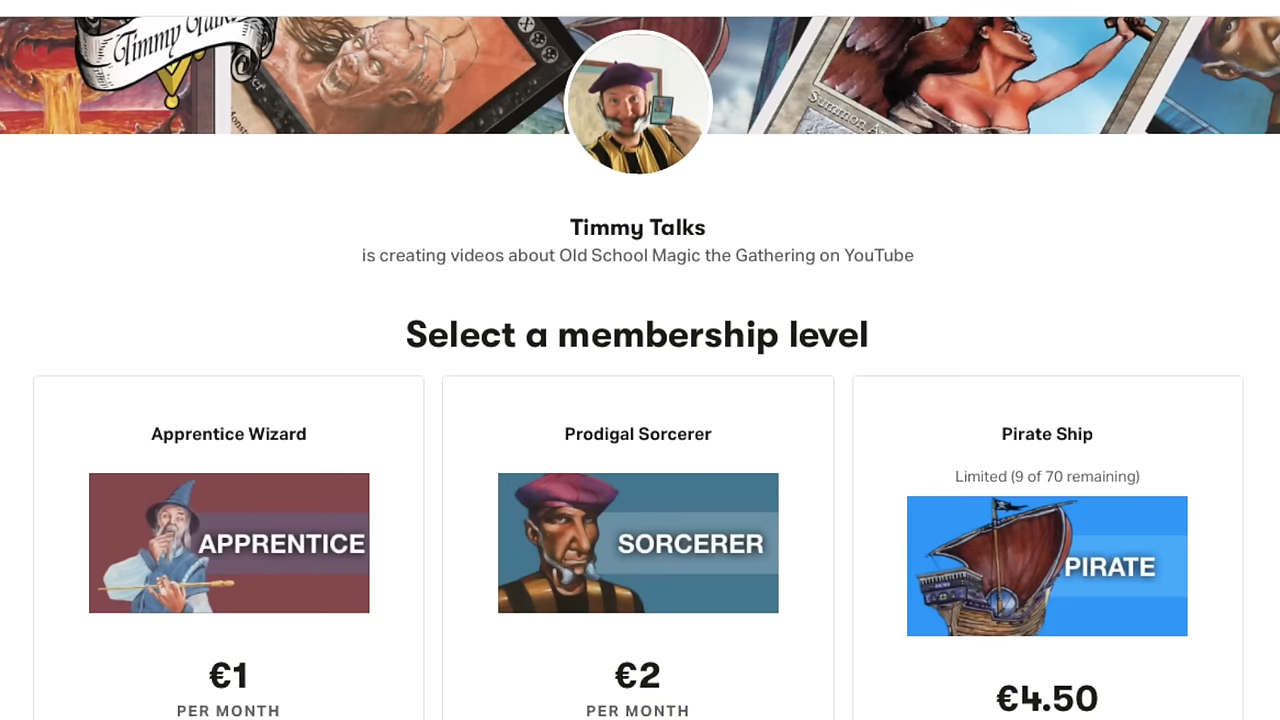 Timmy Talks
Summon A
Timmy Talks
is creating videos about Old School Magic the Gathering on YouTube
Select a membership level
Apprentice Wizard
Prodigal Sorcerer
Pirate Ship
Limited (9 of 70 remaining)
APPRENTICE
SORCERER
PIRATE
€1
€2
€4.50
PER MONTH
PER MONTH